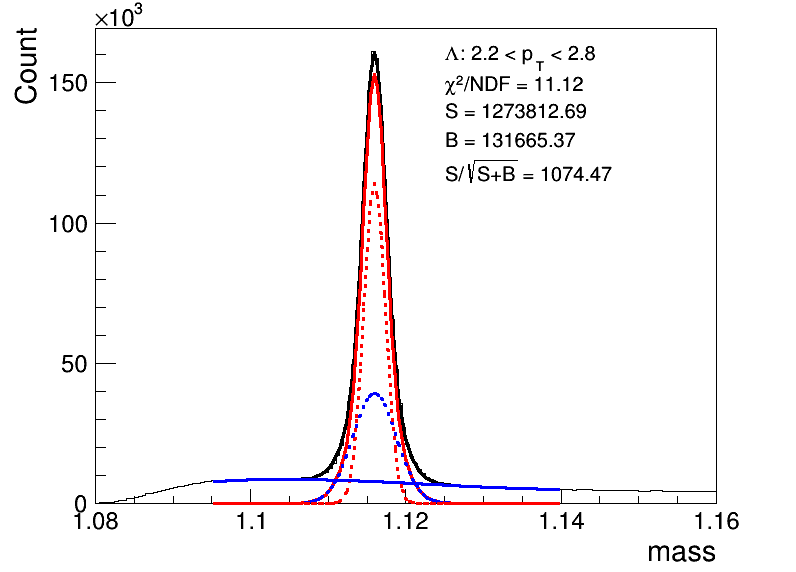 ×10³
Count
Λ: 2.2 < p_T < 2.8
χ²/NDF = 11.12
S = 1273812.69
B = 131665.37
S/√S+B = 1074.47
150
100
50
0
1.08 1.1 1.12 1.14 1.16
mass